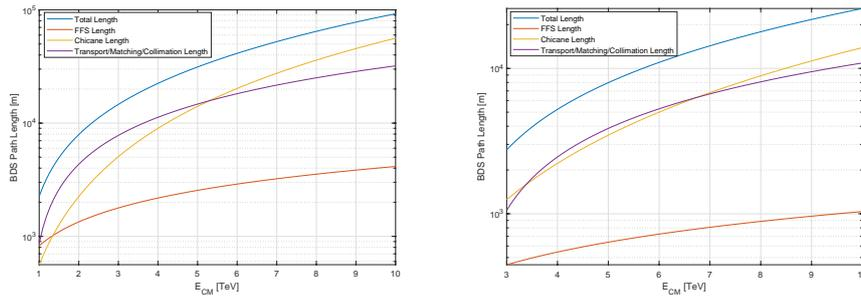 10^5
10^4
10^3
BDS Path Length [m]
Total Length
FFS Length
Chicane Length
Transport/Matching/Collimation Length
1 2 3 4 5 6 7 8 9 10
E_CM [TeV]
10^4
10^3
BDS Path Length [m]
Total Length
FFS Length
Chicane Length
Transport/Matching/Collimation Length
3 4 5 6 7 8 9 10
E_CM [TeV]